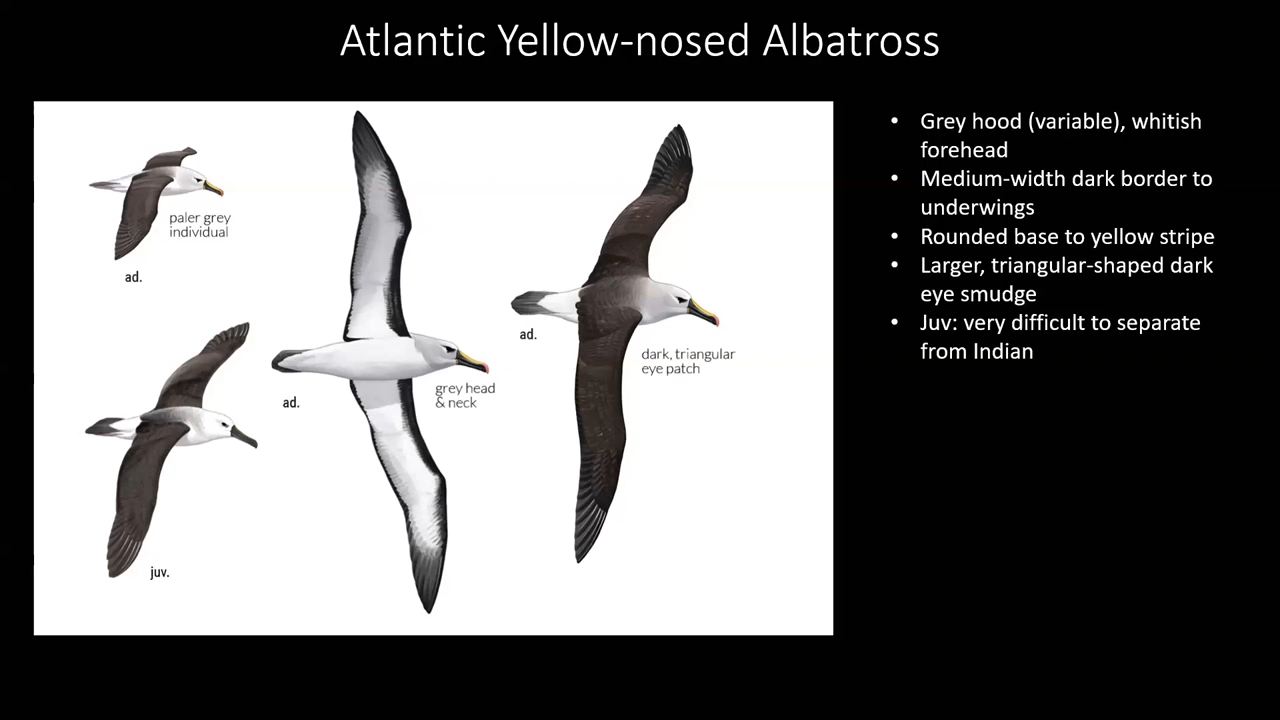 Atlantic Yellow-nosed Albatross
paler grey
individual
ad.
juv.
ad.
grey head
& neck
ad.
dark, triangular
eye patch
• Grey hood (variable), whitish
forehead
• Medium-width dark border to
underwings
• Rounded base to yellow stripe
• Larger, triangular-shaped dark
eye smudge
• Juv: very difficult to separate
from Indian